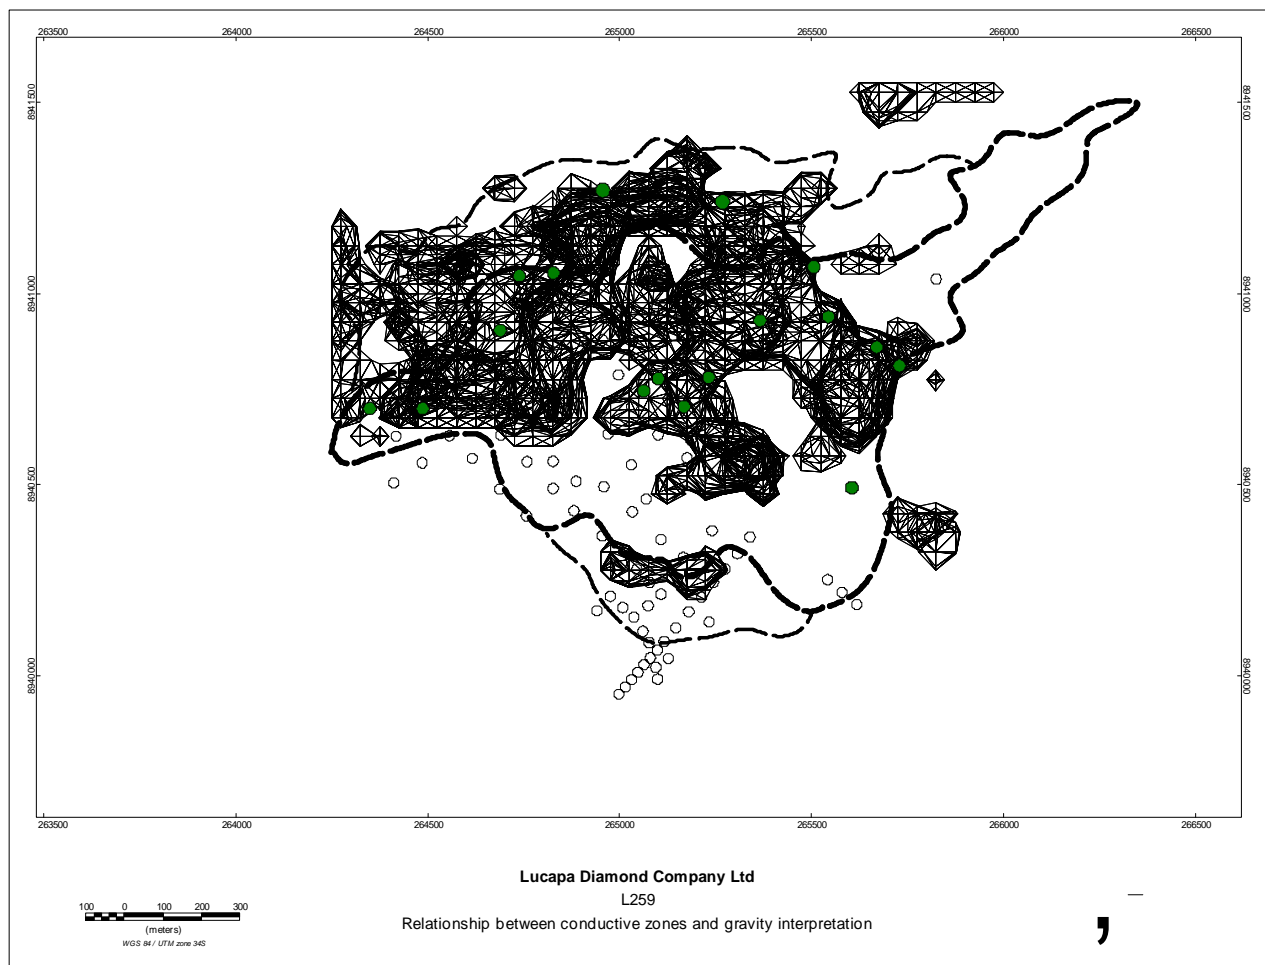 263500 264000 264500 265000 265500 266000 266500
8941500 8941500
8941000 8941000
8940500 8940500
8940000 8940000
263500 264000 264500 265000 265500 266000 266500
Lucapa Diamond Company Ltd
L259
Relationship between conductive zones and gravity interpretation
100 0 100 200 300
(meters)
WGS 84 / UTM zone 34S
,